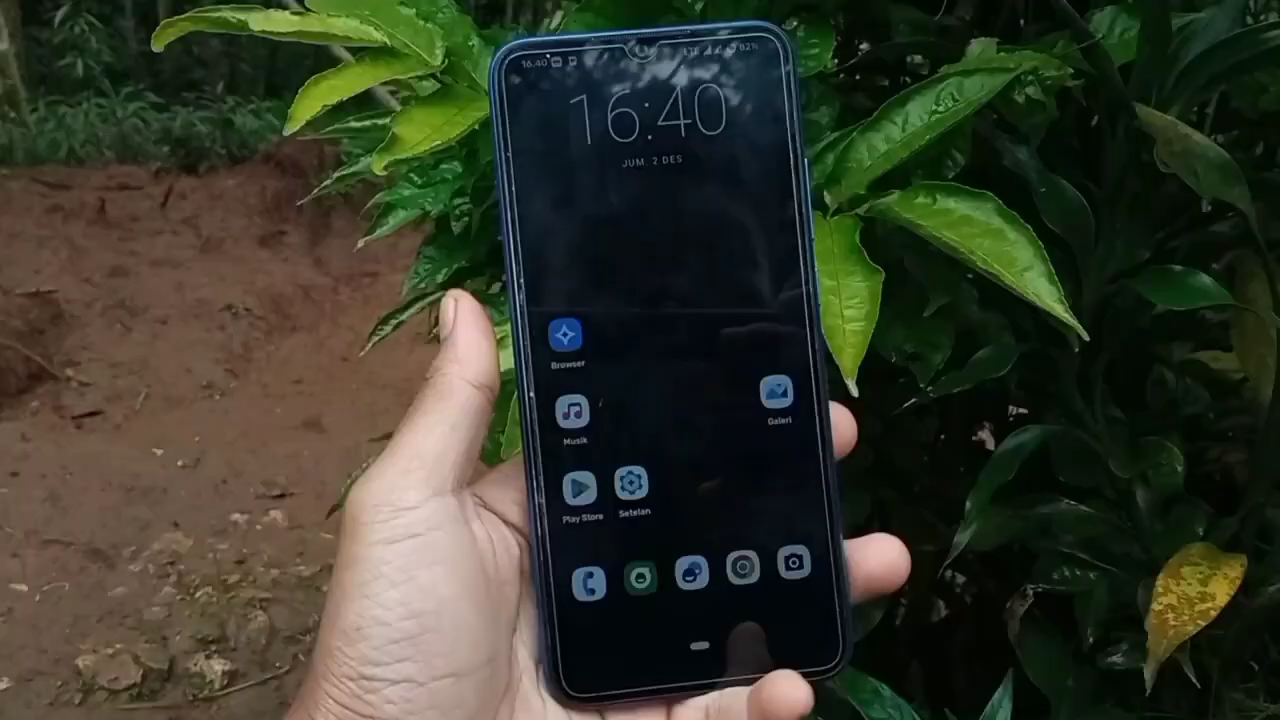 16.40 LTE 82%
16:40
JUM. 2 DES
Browser
Musik
Galeri
Play Store
Setelan